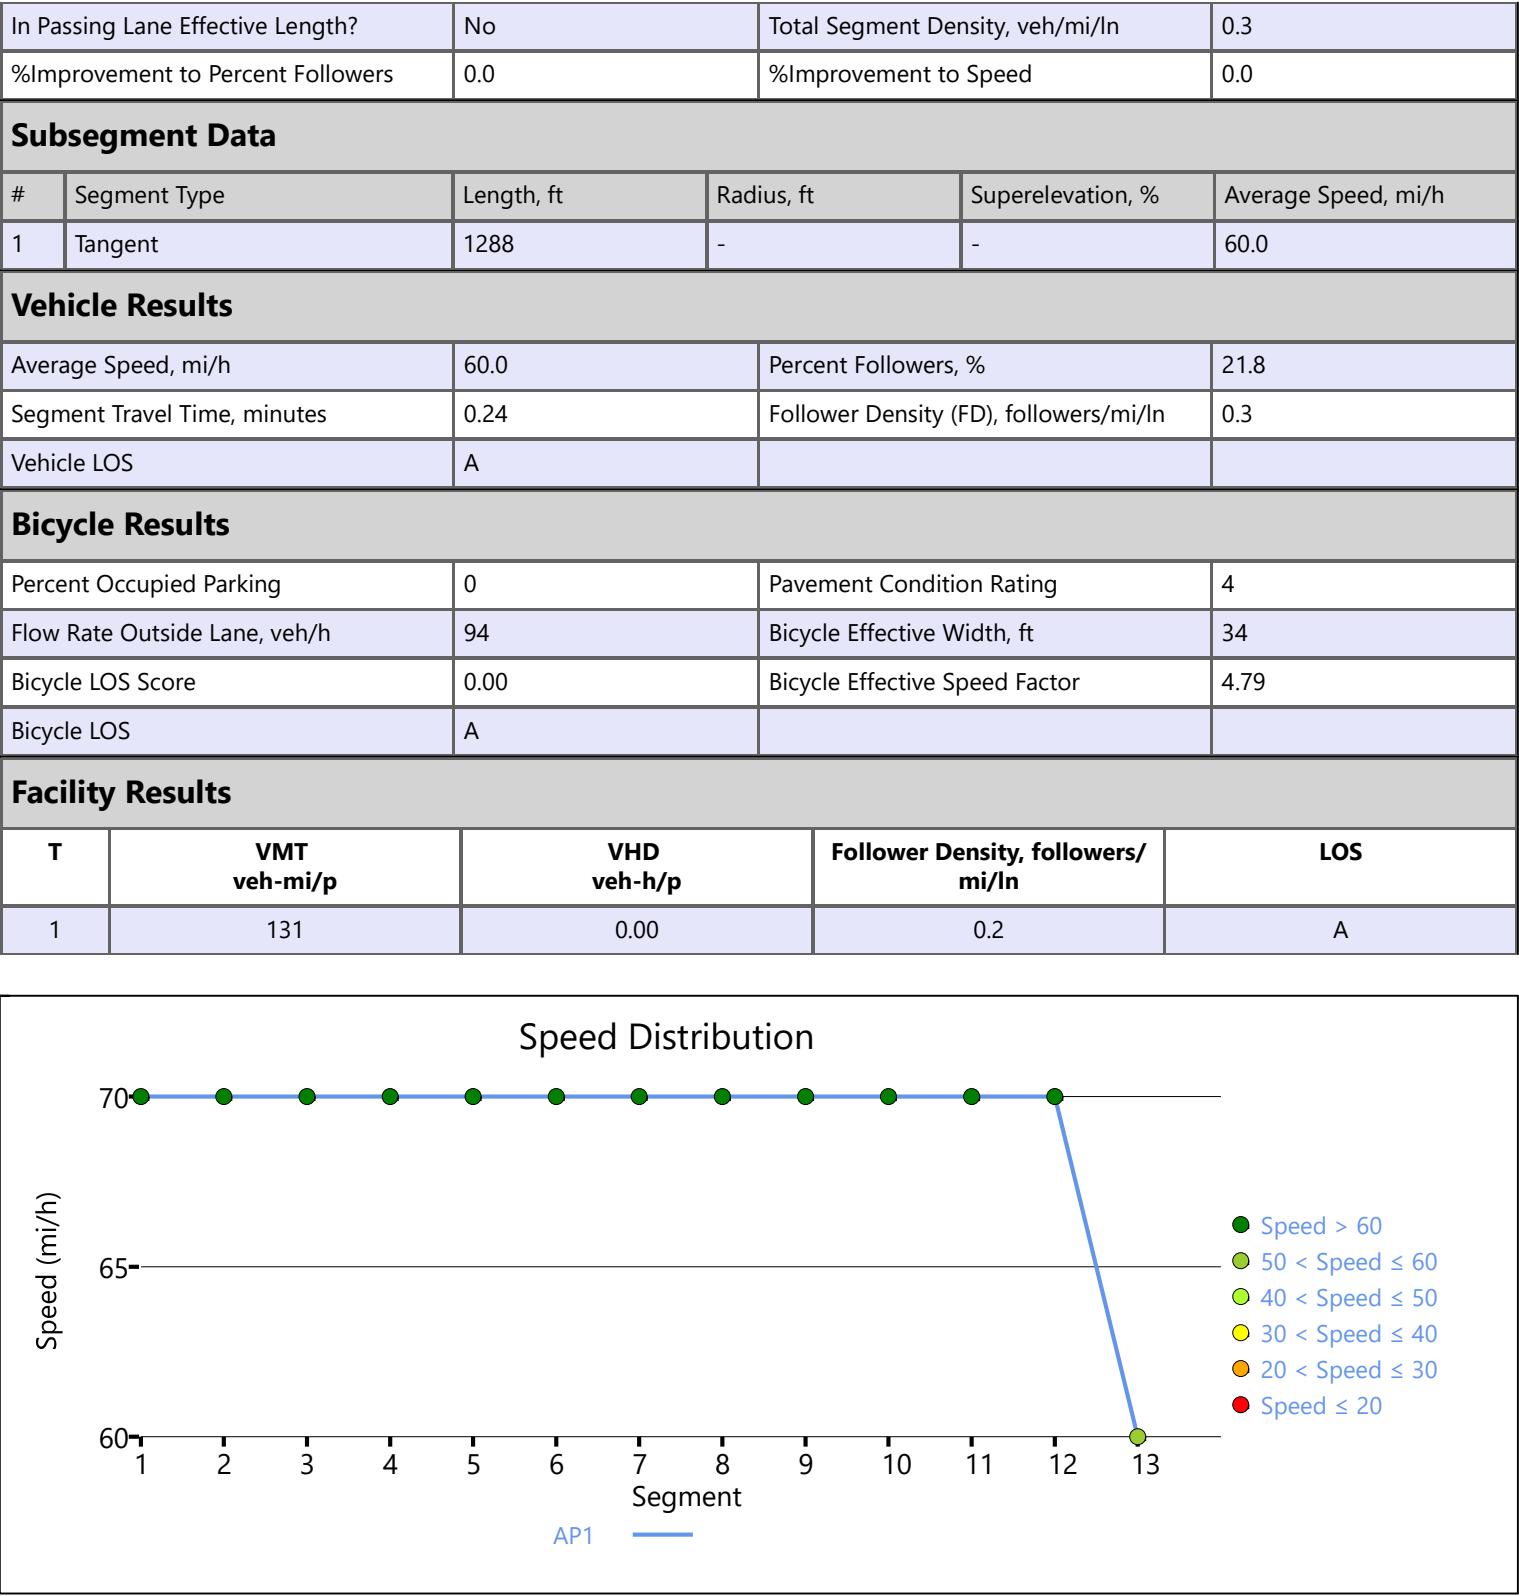 In Passing Lane Effective Length? No Total Segment Density, veh/mi/ln 0.3
%Improvement to Percent Followers 0.0 %Improvement to Speed 0.0
Subsegment Data
# Segment Type Length, ft Radius, ft Superelevation, % Average Speed, mi/h
1 Tangent 1288 - - 60.0
Vehicle Results
Average Speed, mi/h 60.0 Percent Followers, % 21.8
Segment Travel Time, minutes 0.24 Follower Density (FD), followers/mi/ln 0.3
Vehicle LOS A
Bicycle Results
Percent Occupied Parking 0 Pavement Condition Rating 4
Flow Rate Outside Lane, veh/h 94 Bicycle Effective Width, ft 34
Bicycle LOS Score 0.00 Bicycle Effective Speed Factor 4.79
Bicycle LOS A
Facility Results
T VMT VHD Follower Density, followers/ LOS
veh-mi/p veh-h/p mi/ln
1 131 0.00 0.2 A
Speed Distribution
70
65
60
Speed (mi/h)
1 2 3 4 5 6 7 8 9 10 11 12 13
Segment
AP1
Speed > 60
50 < Speed ≤ 60
40 < Speed ≤ 50
30 < Speed ≤ 40
20 < Speed ≤ 30
Speed ≤ 20